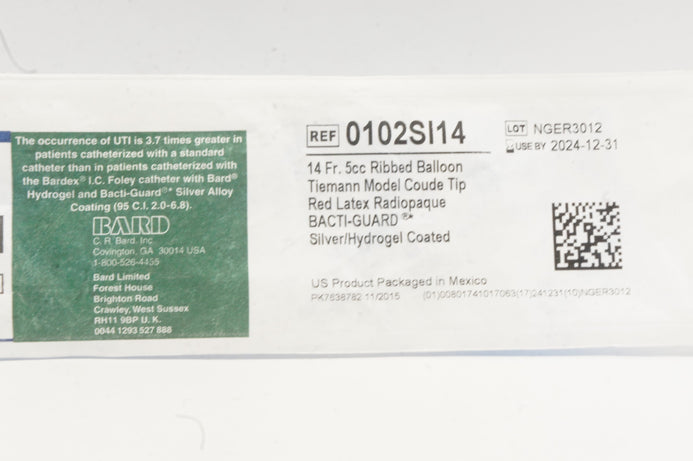 The occurrence of UTI is 3.7 times greater in
patients catheterized with a standard
catheter than in patients catheterized with
the Bardex® I.C. Foley catheter with Bard®
Hydrogel and Bacti-Guard®* Silver Alloy
Coating (95 C.I. 2.0-6.8).
BARD
C. R. Bard, Inc.
Covington, GA 30014 USA
1-800-526-4455
Bard Limited
Forest House
Brighton Road
Crawley, West Sussex
RH11 9BP U. K.
0044 1293 527 888
REF 0102SI14
14 Fr. 5cc Ribbed Balloon
Tiemann Model Coude Tip
Red Latex Radiopaque
BACTI-GUARD ®*
Silver/Hydrogel Coated
US Product Packaged in Mexico
PK7638782 11/2015 (01)00801741017063(17)241231(10)NGER3012
LOT NGER3012
USE BY 2024-12-31